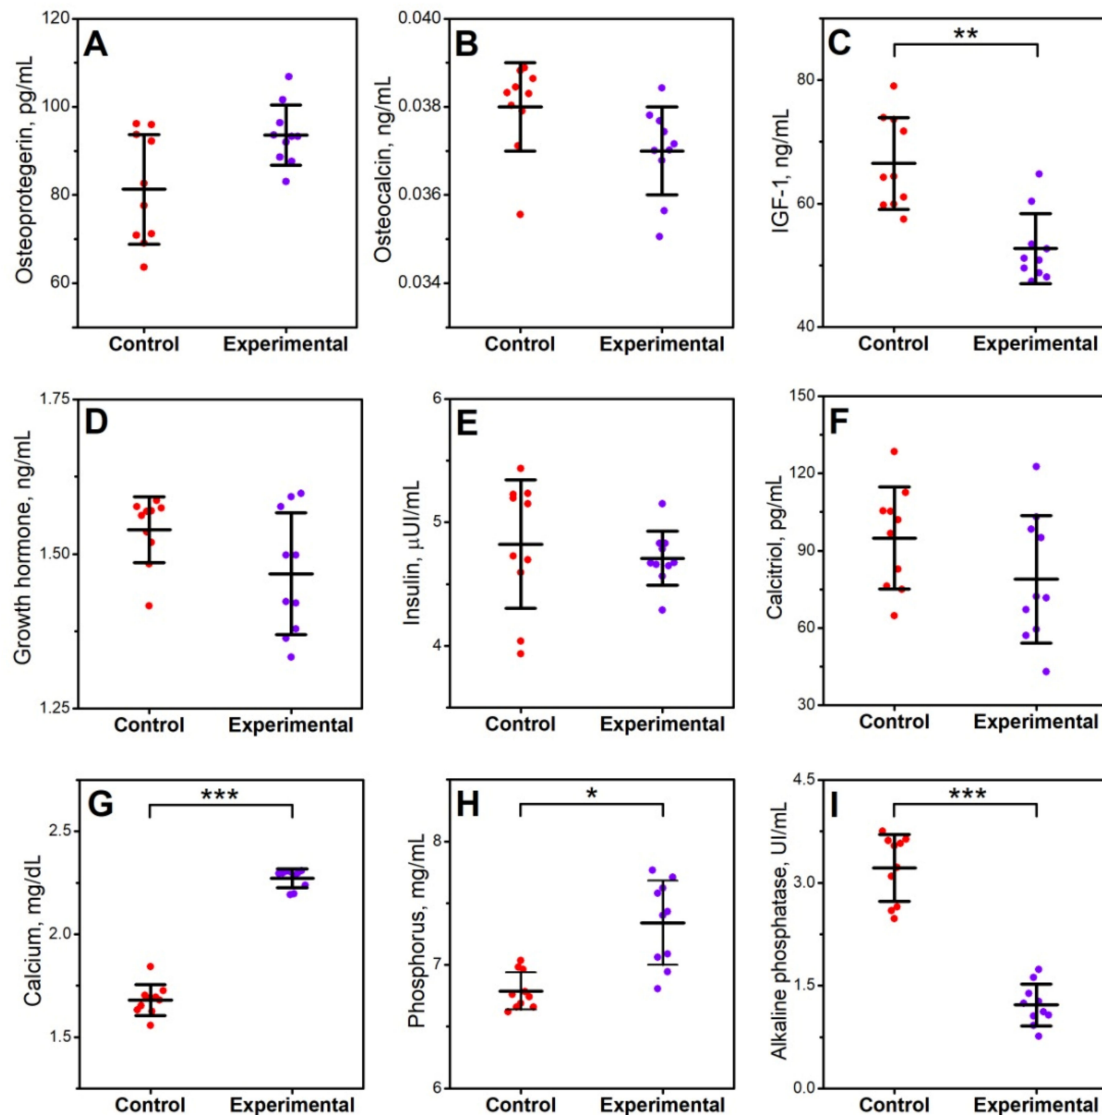 A
Osteoprotegerin, pg/mL
120
100
80
60
Control Experimental
B
Osteocalcin, ng/mL
0.040
0.038
0.036
0.034
Control Experimental
C
**
IGF-1, ng/mL
80
60
40
Control Experimental
D
Growth hormone, ng/mL
1.75
1.50
1.25
Control Experimental
E
Insulin, µUI/mL
6
5
4
Control Experimental
F
Calcitriol, pg/mL
150
120
90
60
30
Control Experimental
G
***
Calcium, mg/dL
2.5
2.0
1.5
Control Experimental
H
*
Phosphorus, mg/mL
8
7
6
Control Experimental
I
***
Alkaline phosphatase, UI/mL
4.5
3.0
1.5
0.0
Control Experimental